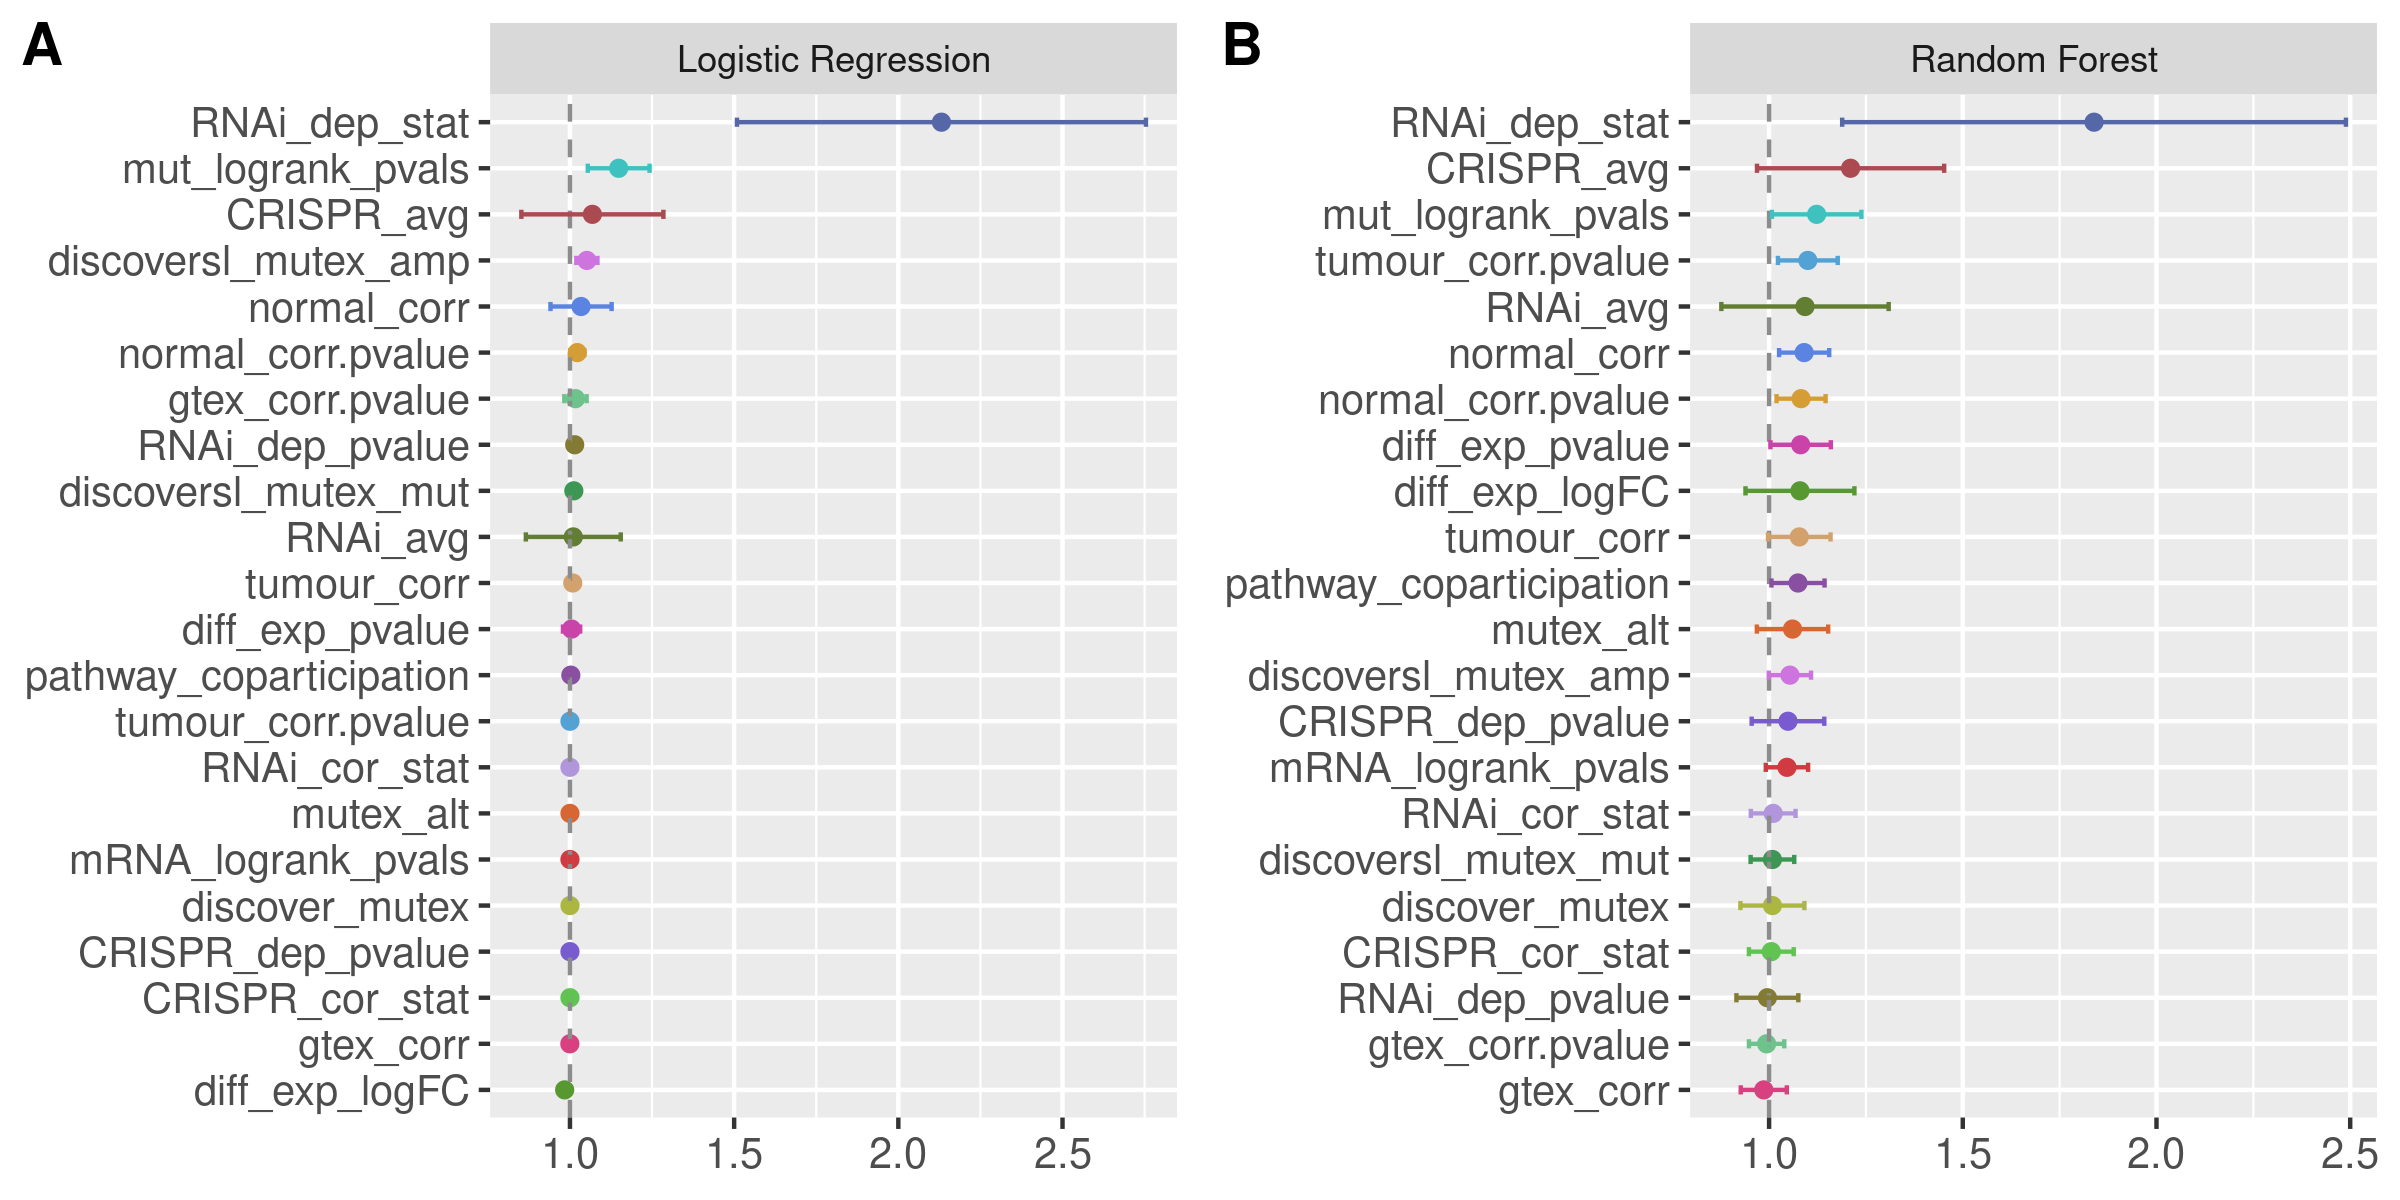 A
Logistic Regression
RNAi_dep_stat
mut_logrank_pvals
CRISPR_avg
discoversl_mutex_amp
normal_corr
normal_corr.pvalue
gtex_corr.pvalue
RNAi_dep_pvalue
discoversl_mutex_mut
RNAi_avg
tumour_corr
diff_exp_pvalue
pathway_coparticipation
tumour_corr.pvalue
RNAi_cor_stat
mutex_alt
mRNA_logrank_pvals
discover_mutex
CRISPR_dep_pvalue
CRISPR_cor_stat
gtex_corr
diff_exp_logFC
1.0 1.5 2.0 2.5
B
Random Forest
RNAi_dep_stat
CRISPR_avg
mut_logrank_pvals
tumour_corr.pvalue
RNAi_avg
normal_corr
normal_corr.pvalue
diff_exp_pvalue
diff_exp_logFC
tumour_corr
pathway_coparticipation
mutex_alt
discoversl_mutex_amp
CRISPR_dep_pvalue
mRNA_logrank_pvals
RNAi_cor_stat
discoversl_mutex_mut
discover_mutex
CRISPR_cor_stat
RNAi_dep_pvalue
gtex_corr.pvalue
gtex_corr
1.0 1.5 2.0 2.5